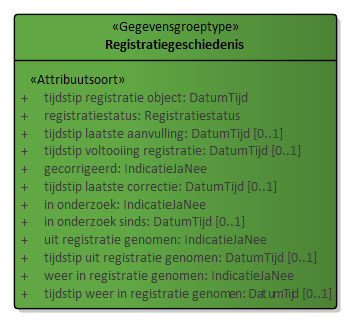 «Gegevensgroeptype»
Registratiegeschiedenis
«Attribuutsoort»
+ tijdstip registratie object: DatumTijd
+ registratiestatus: Registratiestatus
+ tijdstip laatste aanvulling: DatumTijd [0..1]
+ tijdstip voltooiing registratie: DatumTijd [0..1]
+ gecorrigeerd: IndicatieJaNee
+ tijdstip laatste correctie: DatumTijd [0..1]
+ in onderzoek: IndicatieJaNee
+ in onderzoek sinds: DatumTijd [0..1]
+ uit registratie genomen: IndicatieJaNee
+ tijdstip uit registratie genomen: DatumTijd [0..1]
+ weer in registratie genomen: IndicatieJaNee
+ tijdstip weer in registratie genomen: DatumTijd [0..1]